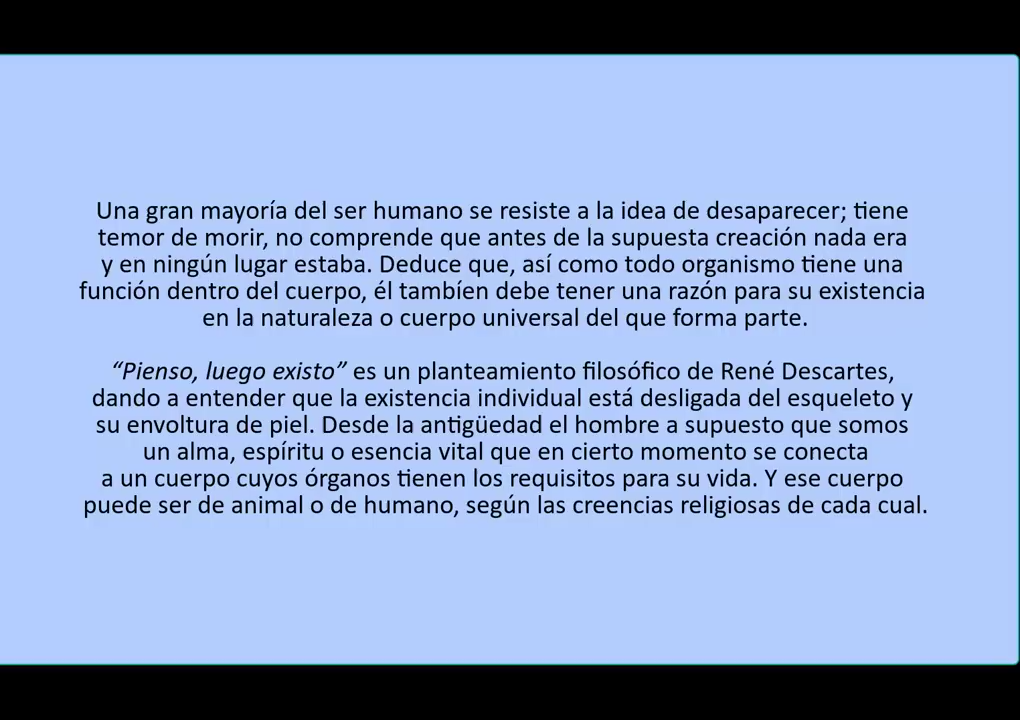 Una gran mayoría del ser humano se resiste a la idea de desaparecer; tiene
temor de morir, no comprende que antes de la supuesta creación nada era
y en ningún lugar estaba. Deduce que, así como todo organismo tiene una
función dentro del cuerpo, él tambíen debe tener una razón para su existencia
en la naturaleza o cuerpo universal del que forma parte.
“Pienso, luego existo” es un planteamiento filosófico de René Descartes,
dando a entender que la existencia individual está desligada del esqueleto y
su envoltura de piel. Desde la antigüedad el hombre a supuesto que somos
un alma, espíritu o esencia vital que en cierto momento se conecta
a un cuerpo cuyos órganos tienen los requisitos para su vida. Y ese cuerpo
puede ser de animal o de humano, según las creencias religiosas de cada cual.